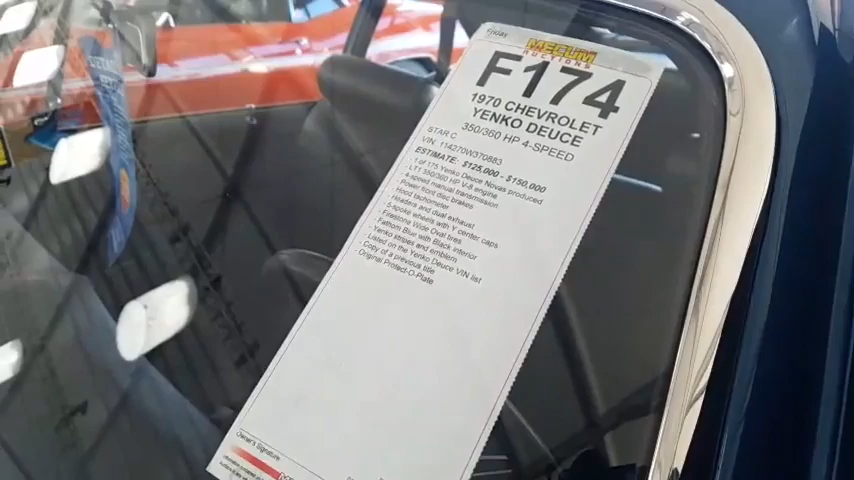 Friday
MECUM
AUCTIONS
F174
1970 CHEVROLET
YENKO DEUCE
350/360 HP, 4-SPEED
STAR C
VIN: 114270W370883
ESTIMATE: $125,000 - $150,000
1 of 175 Yenko Deuce Novas produced
LT1 350/360 HP V-8 engine
4-speed manual transmission
Power front disc brakes
Hood tachometer
Headers and dual exhaust
5-spoke wheels with Y center caps
Firestone Wide Oval tires
Fathom Blue with Black interior
Yenko stripes and emblem
Listed on the Yenko Deuce VIN list
Copy of a previous title
Original Protect-O-Plate
Owner's Signature